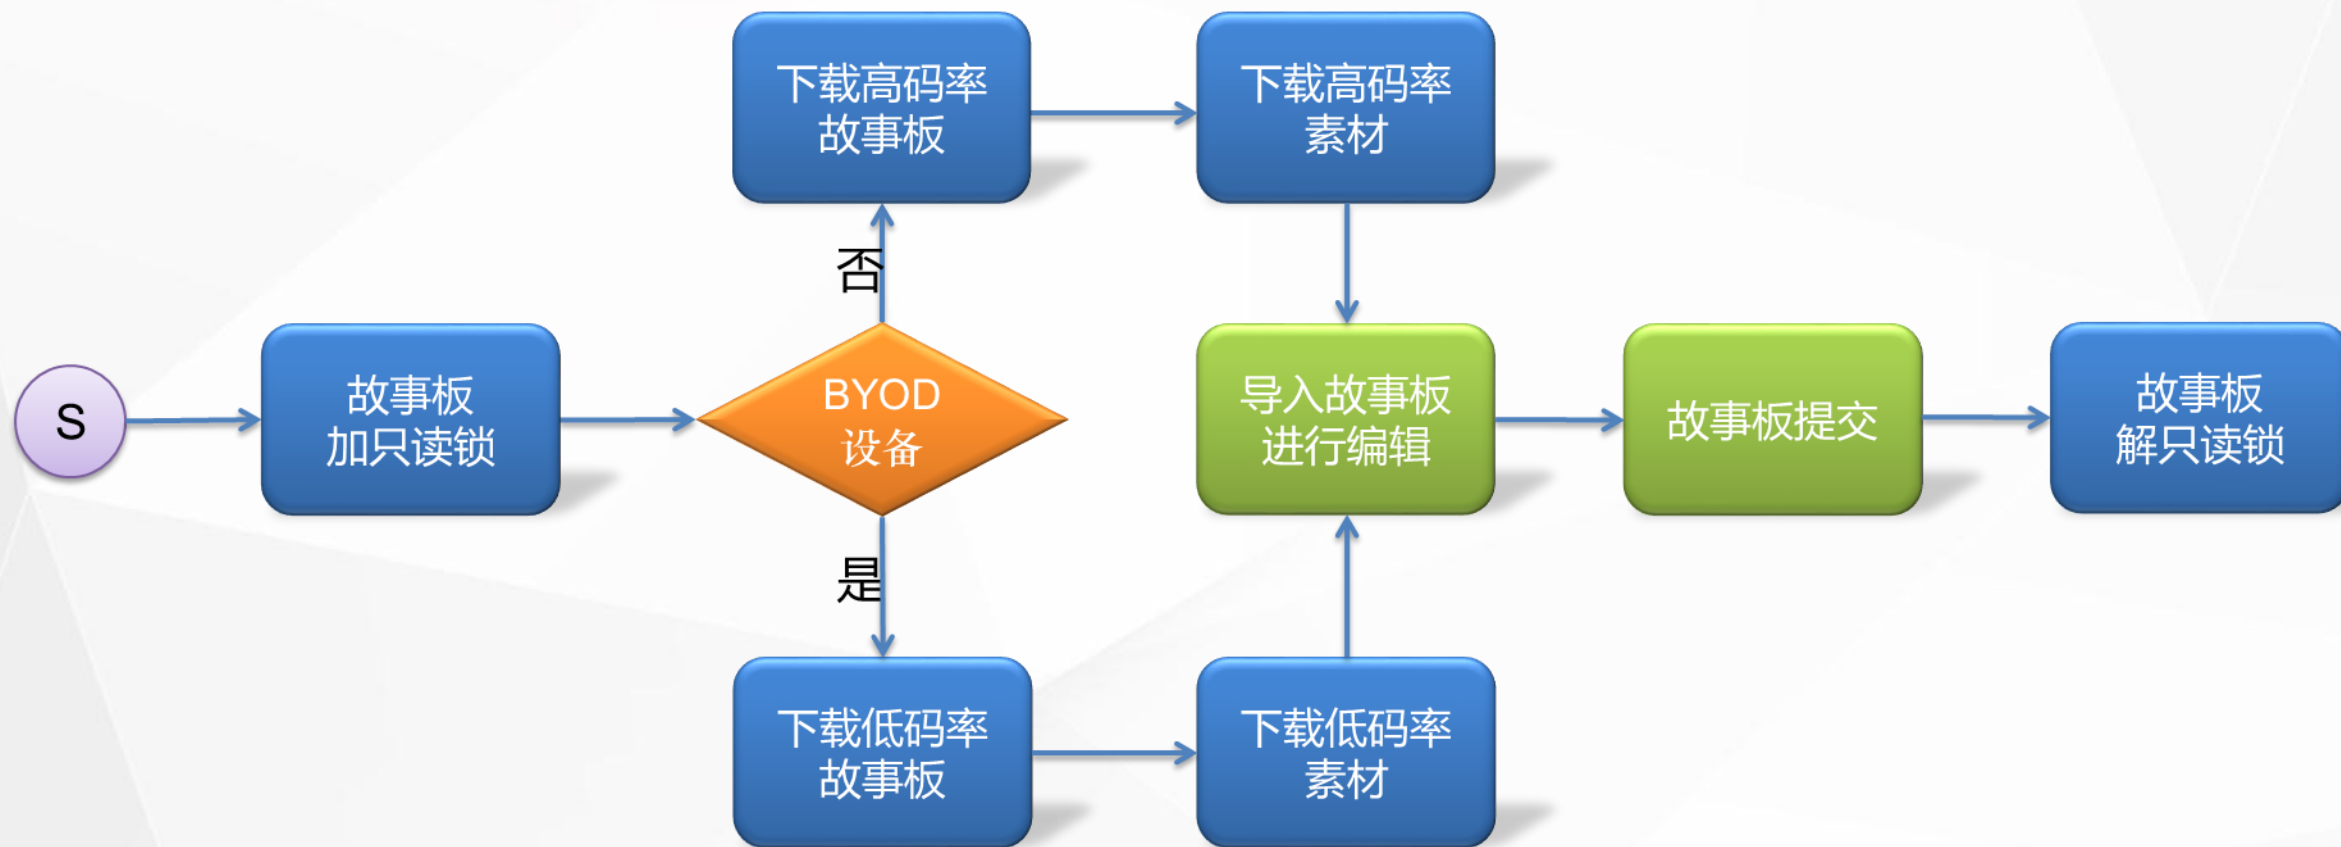 下载高码率
故事板
下载高码率
素材
否
S
故事板
加只读锁
BYOD
设备
导入故事板
进行编辑
故事板提交
故事板
解只读锁
是
下载低码率
故事板
下载低码率
素材